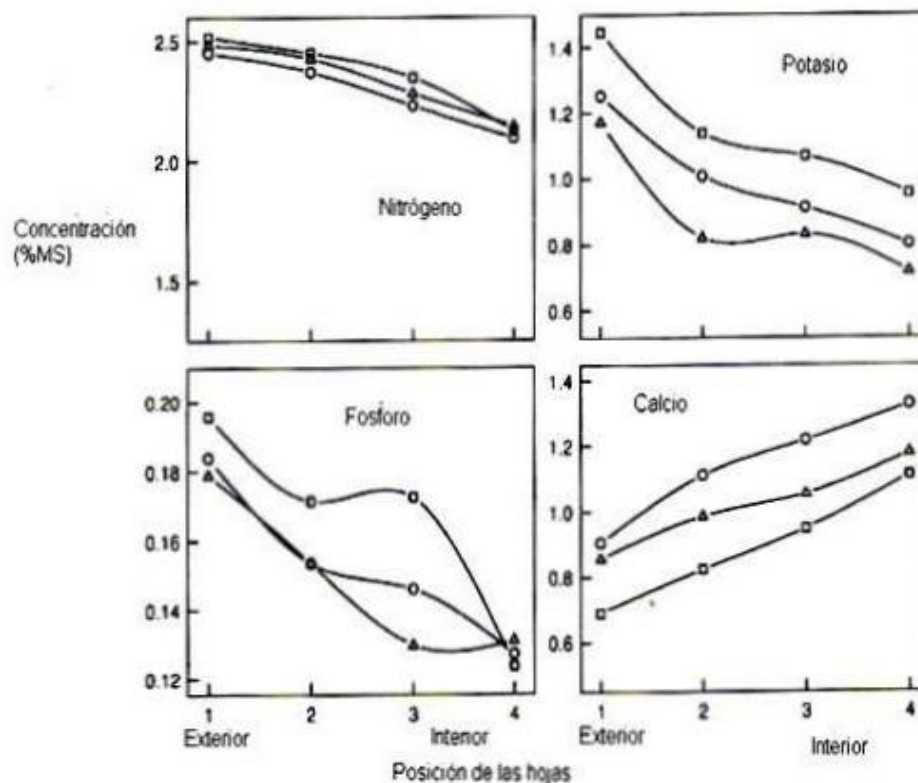 2.5
2.0
1.5
Nitrógeno
Concentración
(%MS)
1.4
1.2
1.0
0.8
0.6
Potasio
0.20
0.18
0.16
0.14
0.12
Fosforo
1 2 3 4
Exterior Interior
1.4
1.2
1.0
0.8
0.6
Calcio
1 2 3 4
Exterior Interior
Posición de las hojas